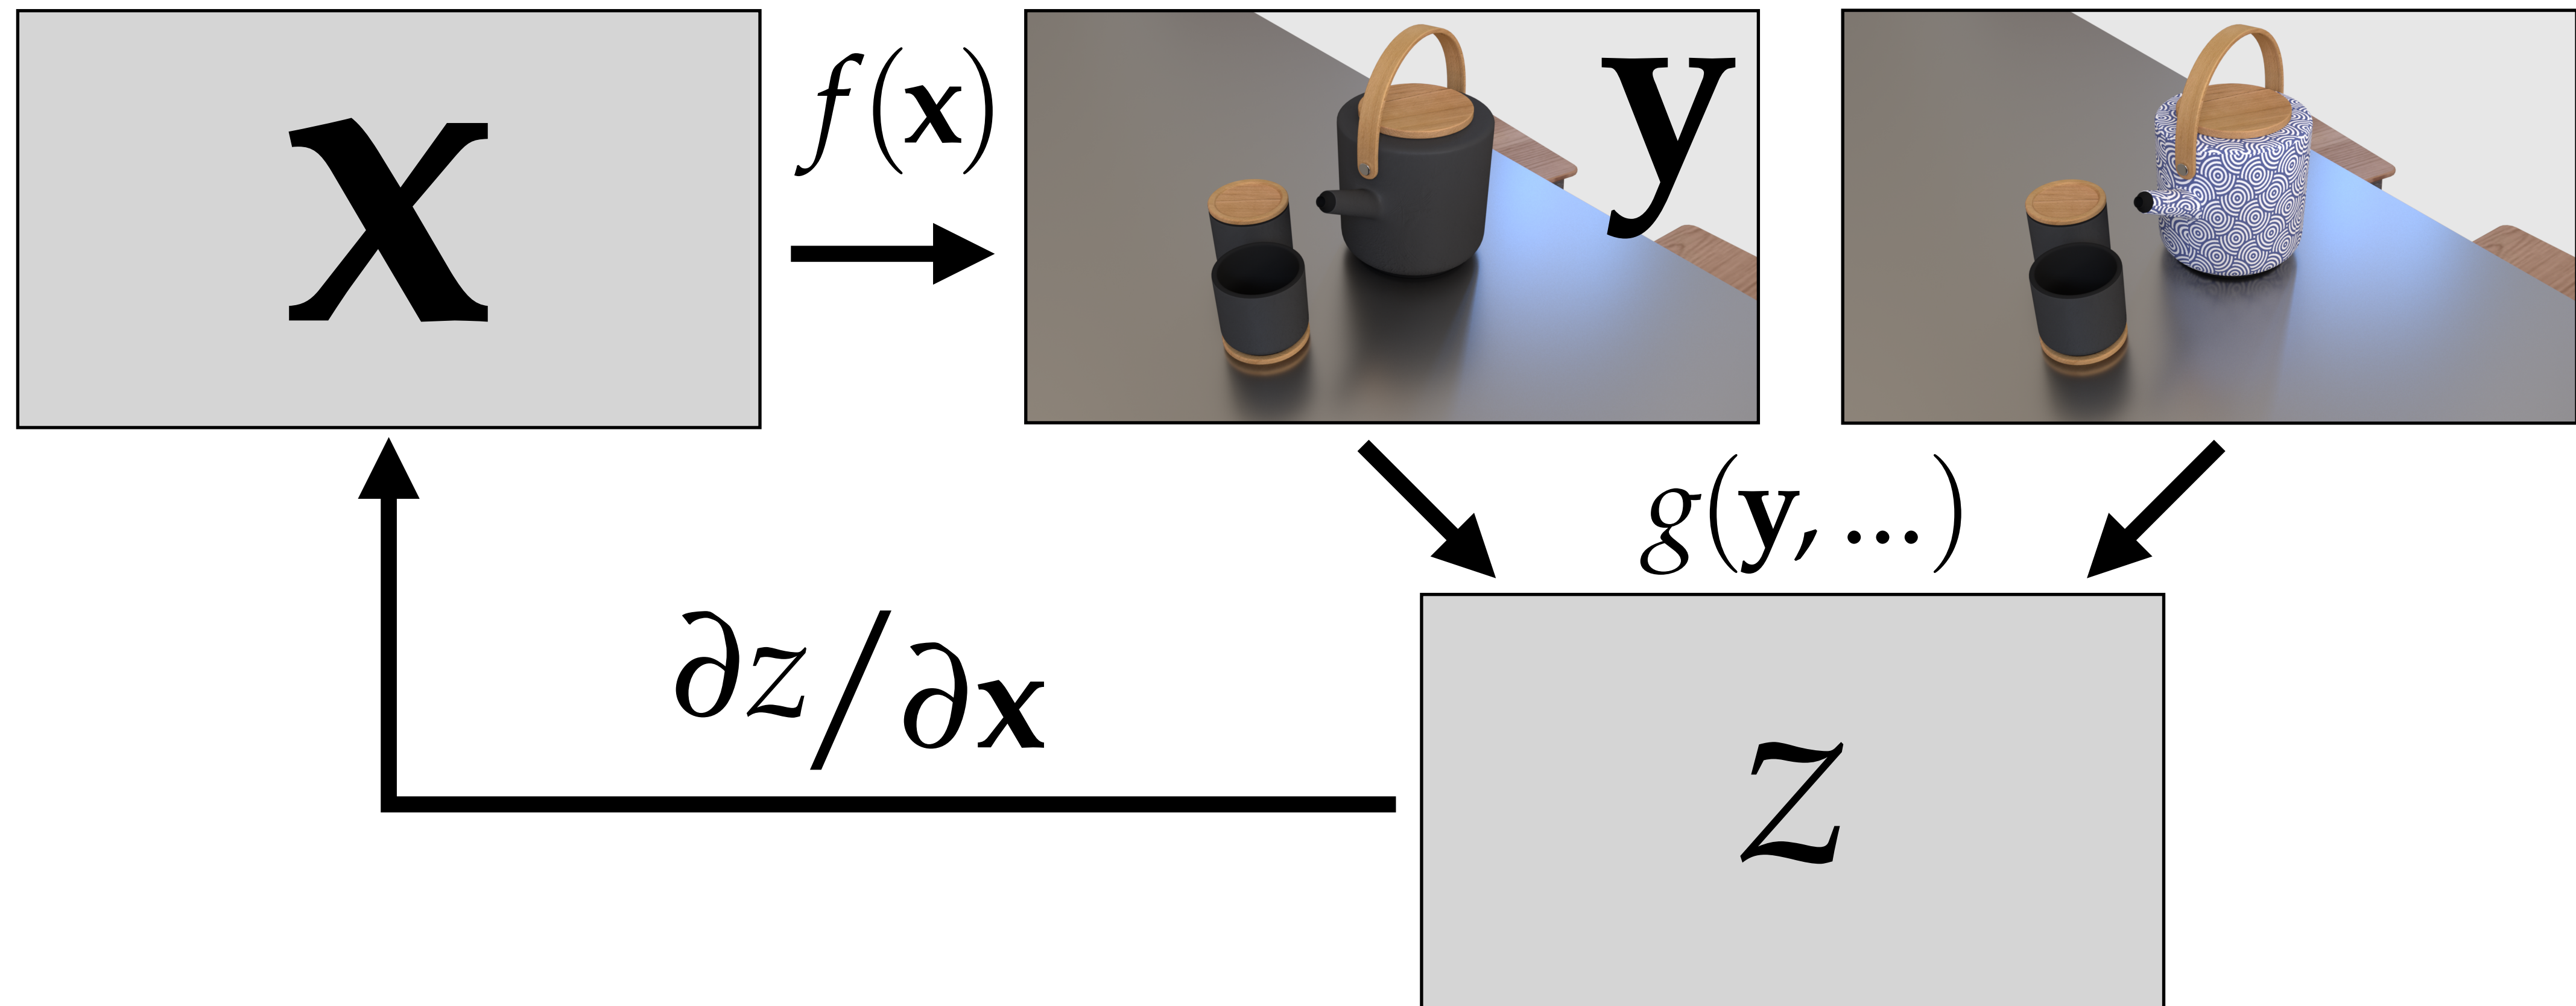 x
f(x)
y
g(y, ...)
∂z/∂x
z